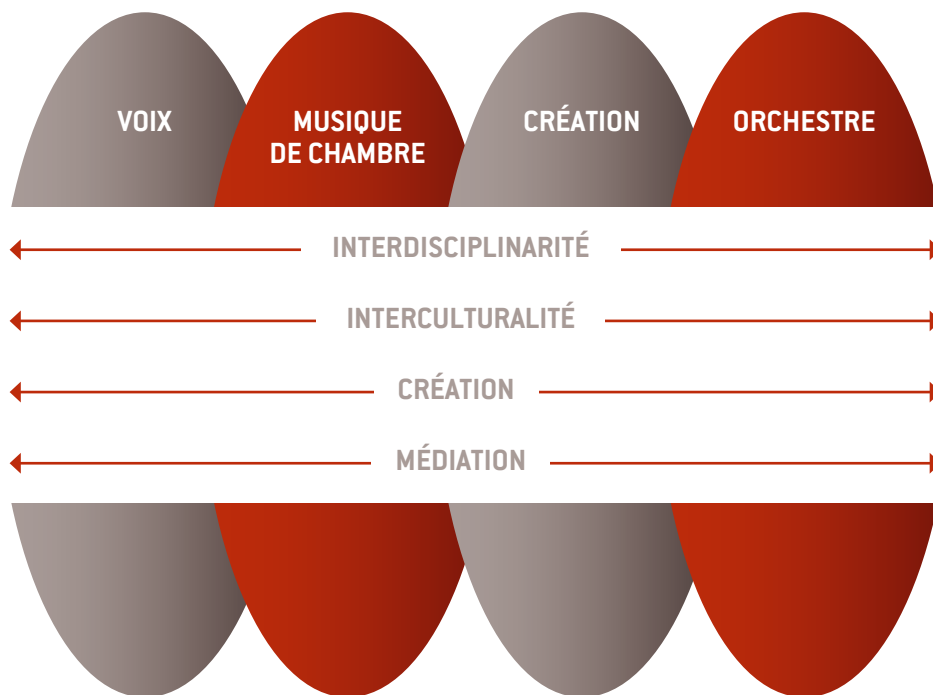 VOIX
MUSIQUE
DE CHAMBRE
CRÉATION
ORCHESTRE
INTERDISCIPLINARITÉ
INTERCULTURALITÉ
CRÉATION
MÉDIATION